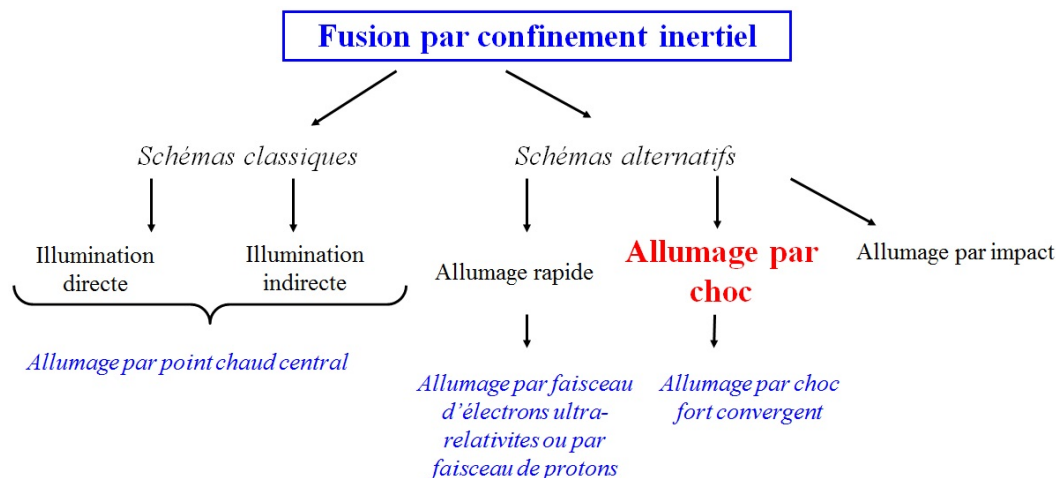 Fusion par confinement inertiel
Schémas classiques
Schémas alternatifs
Illumination
directe
Illumination
indirecte
Allumage rapide
Allumage par
choc
Allumage par impact
Allumage par point chaud central
Allumage par faisceau
d’électrons ultra-
relativites ou par
faisceau de protons
Allumage par choc
fort convergent